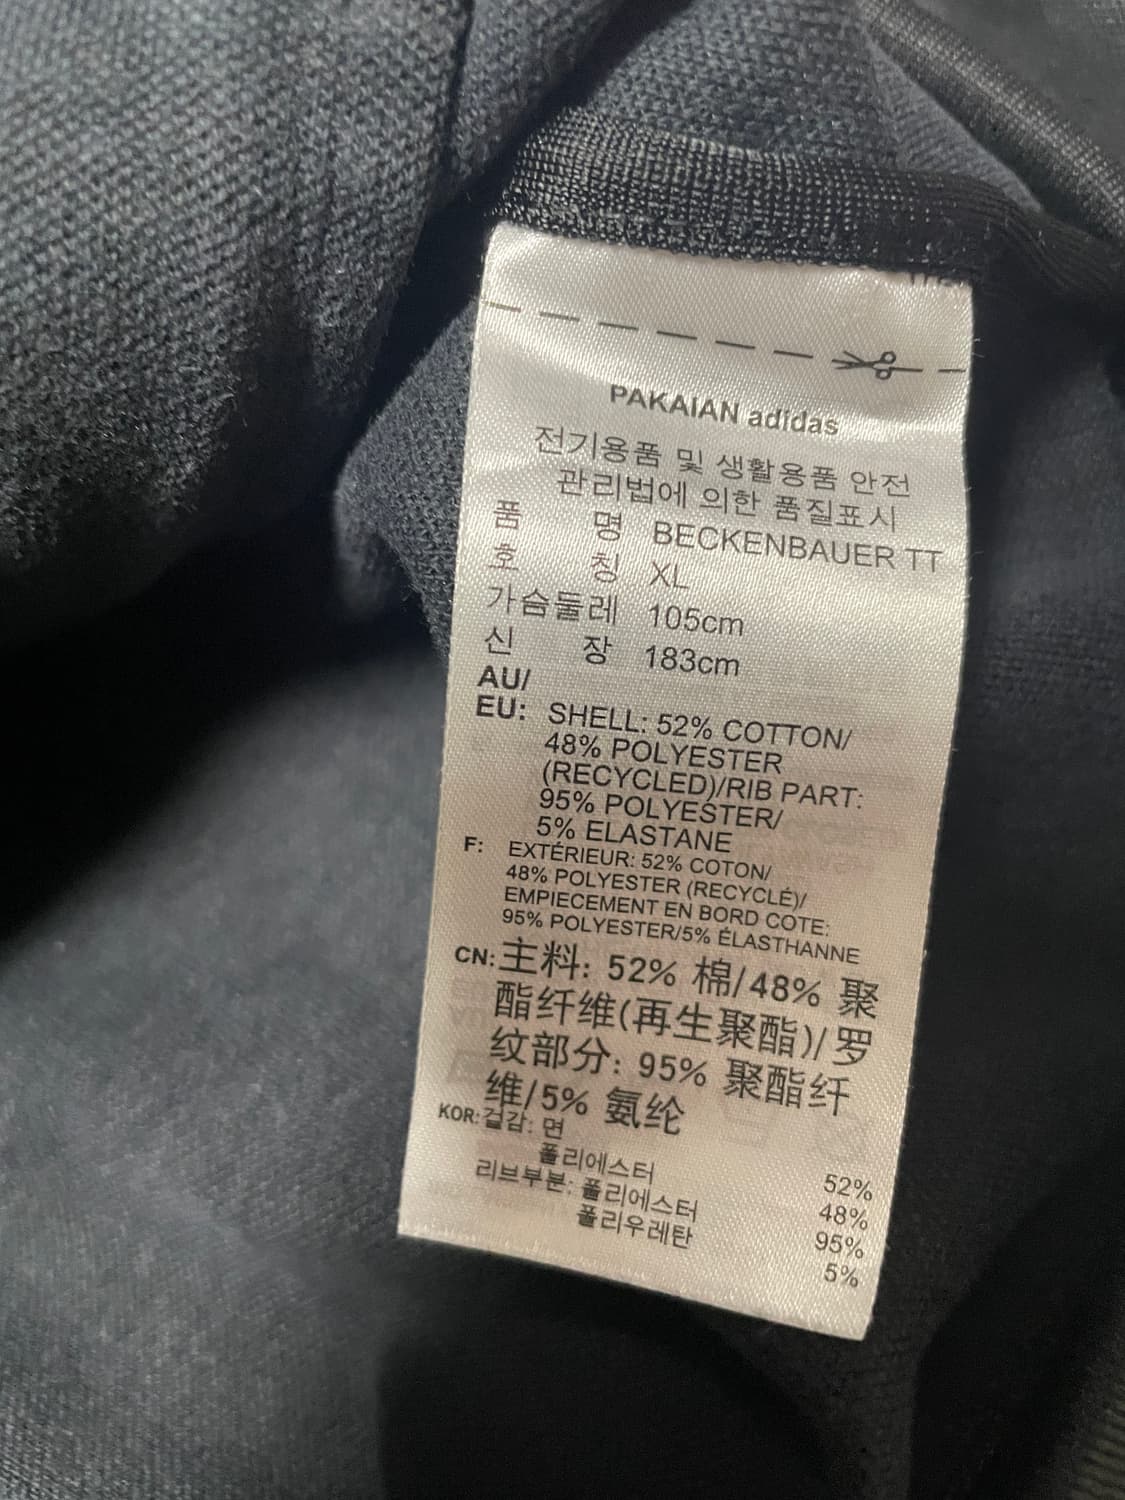 PAKAIAN adidas
전기용품 및 생활용품 안전
관리법에 의한 품질표시
품 명 BECKENBAUER TT
호 칭 XL
가슴둘레 105cm
신 장 183cm
AU/
EU: SHELL: 52% COTTON/
48% POLYESTER
(RECYCLED)/RIB PART:
95% POLYESTER/
5% ELASTANE
F: EXTÉRIEUR: 52% COTON/
48% POLYESTER (RECYCLÉ)/
EMPIECEMENT EN BORD COTE:
95% POLYESTER/5% ÉLASTHANNE
CN: 主料: 52% 棉/48% 聚
酯纤维(再生聚酯)/罗
纹部分: 95% 聚酯纤
维/5% 氨纶
KOR: 겉감: 면 52%
폴리에스터 48%
리브부분: 폴리에스터 95%
폴리우레탄 5%